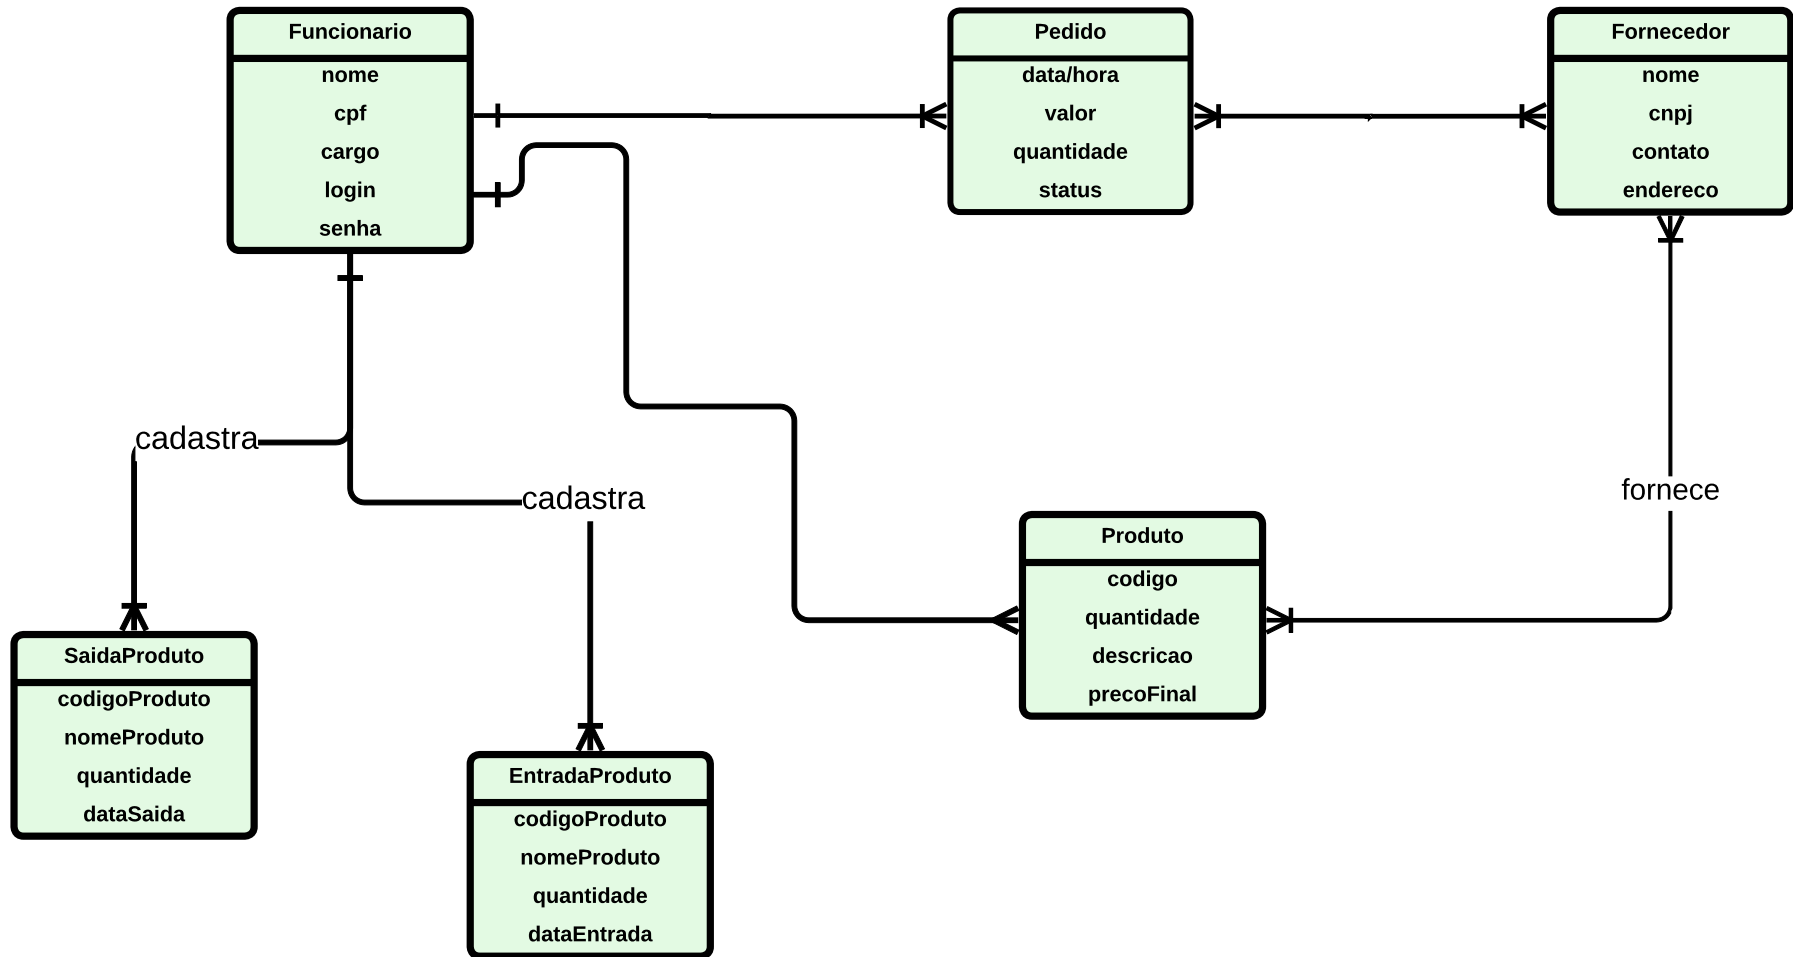 Funcionario
nome
cpf
cargo
login
senha
Pedido
data/hora
valor
quantidade
status
Fornecedor
nome
cnpj
contato
endereco
cadastra
cadastra
fornece
Produto
codigo
quantidade
descricao
precoFinal
SaidaProduto
codigoProduto
nomeProduto
quantidade
dataSaida
EntradaProduto
codigoProduto
nomeProduto
quantidade
dataEntrada